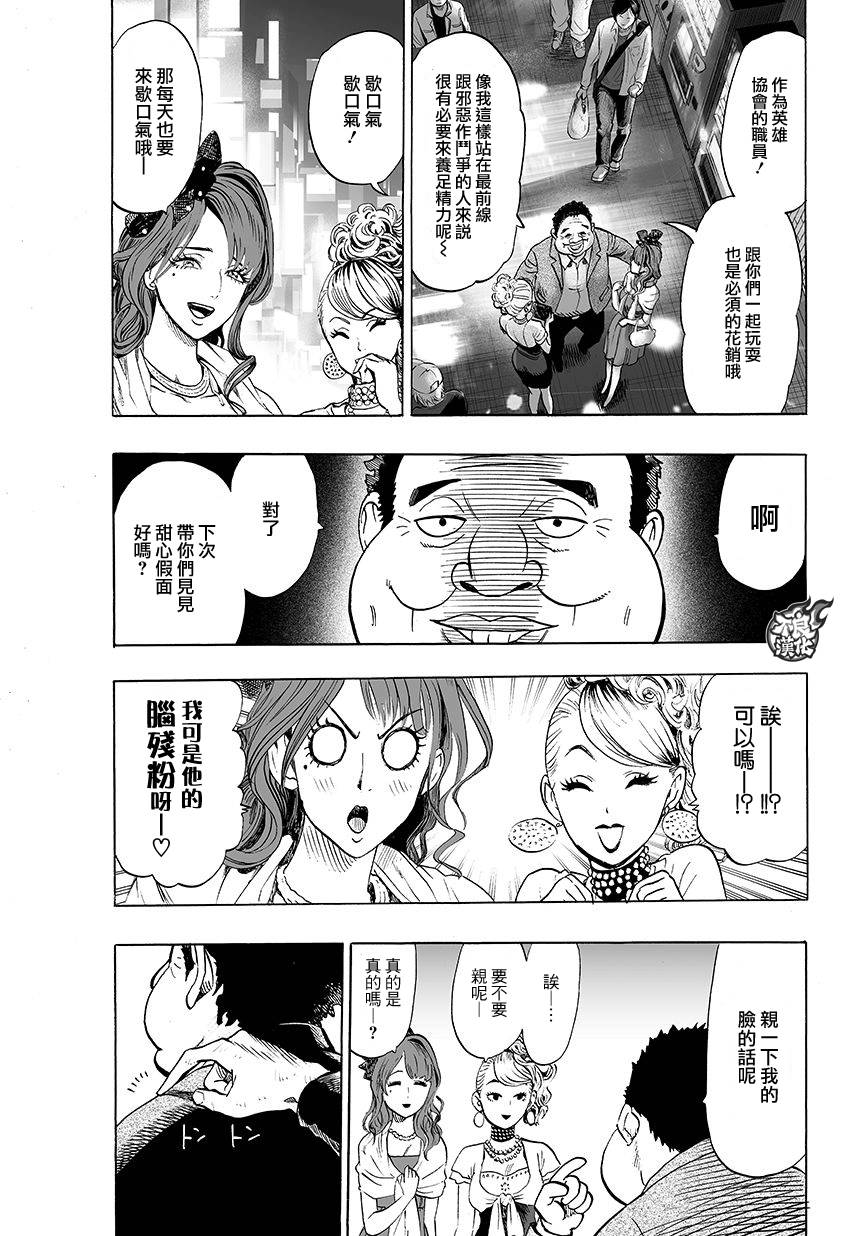 作為英雄
協會的職員！
跟你們一起玩耍
也是必須的花銷哦
像我這樣站在最前線
跟邪惡作鬥爭的人來說
很有必要來養足精力呢～
歇口氣
歇口氣！
那每天也要
來歇口氣哦ー
啊
對了
下次
帶你們見見
甜心假面
好嗎？
誒——!!?
可以嗎—!?
我可是他的
腦殘粉呀ー♡
親一下我的
臉的話呢
誒……
要不要
親呢ー
真的是
真的嗎ー？
トン
トン